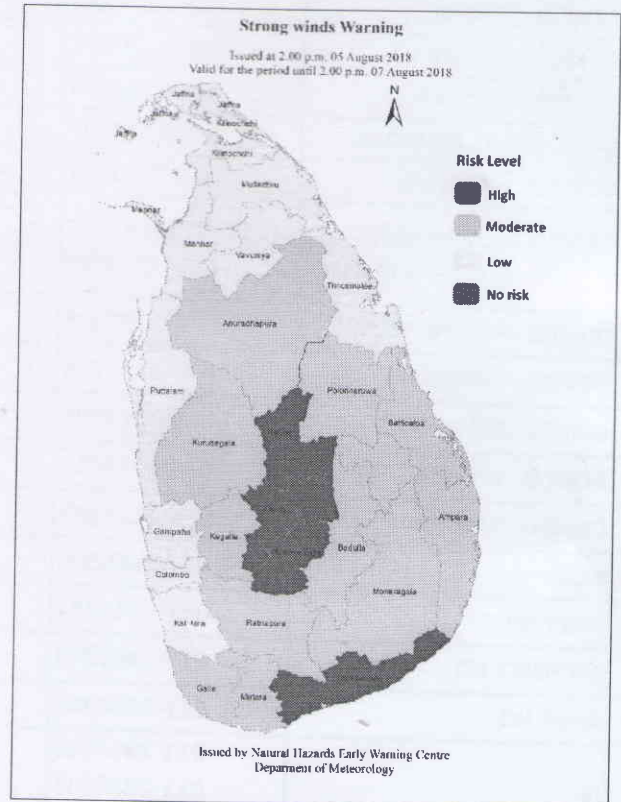 Strong winds Warning
Issued at 2.00 p.m. 05 August 2018
Valid for the period until 2.00 p.m. 07 August 2018
N
Jaffna
Jaffna
Jaffna
Kilinochchi
Jaffna
Kilinochchi
Mullaitivu
Mannar
Mannar
Vavuniya
Trincomalee
Anuradhapura
Puttalam
Polonnaruwa
Batticaloa
Kurunegala
Ampara
Gampaha
Kegalle
Badulla
Colombo
Monaragala
Kalutara
Ratnapura
Galle
Matara
Risk Level
High
Moderate
Low
No risk
Issued by Natural Hazards Early Warning Centre
Deparment of Meteorology